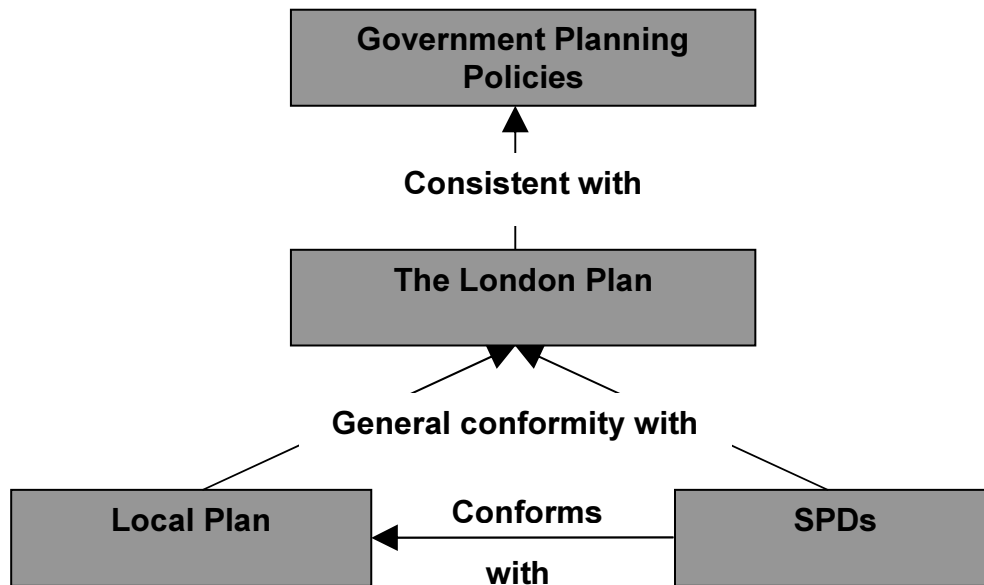 Government Planning
Policies
Consistent with
The London Plan
General conformity with
Local Plan
Conforms
with
SPDs